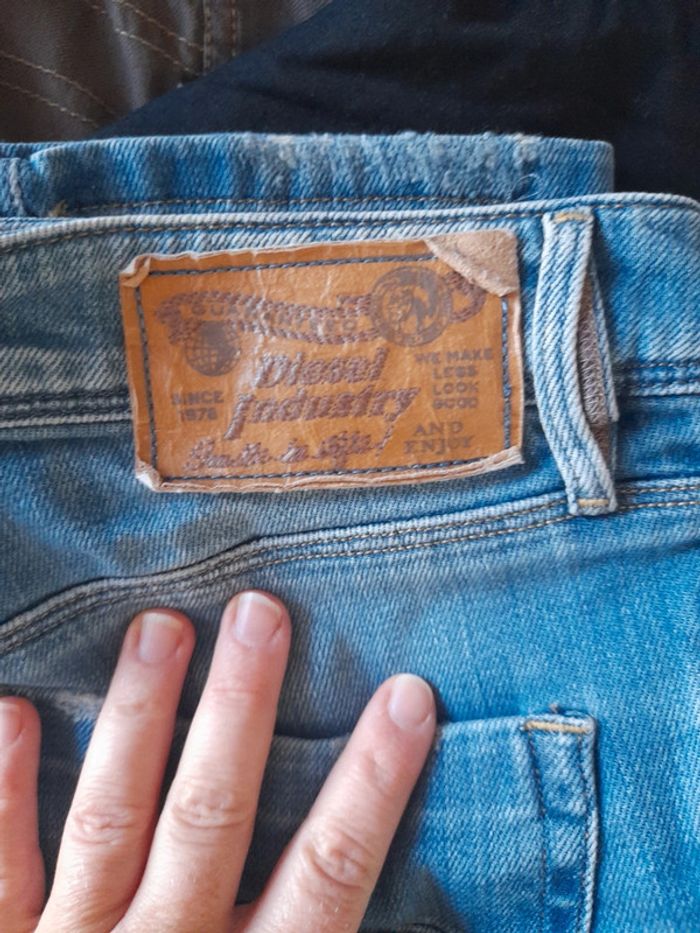 GUARANTEED
Diesel
Industry
SINCE
1978
WE MAKE
LESS
LOOK
GOOD
AND
ENJOY